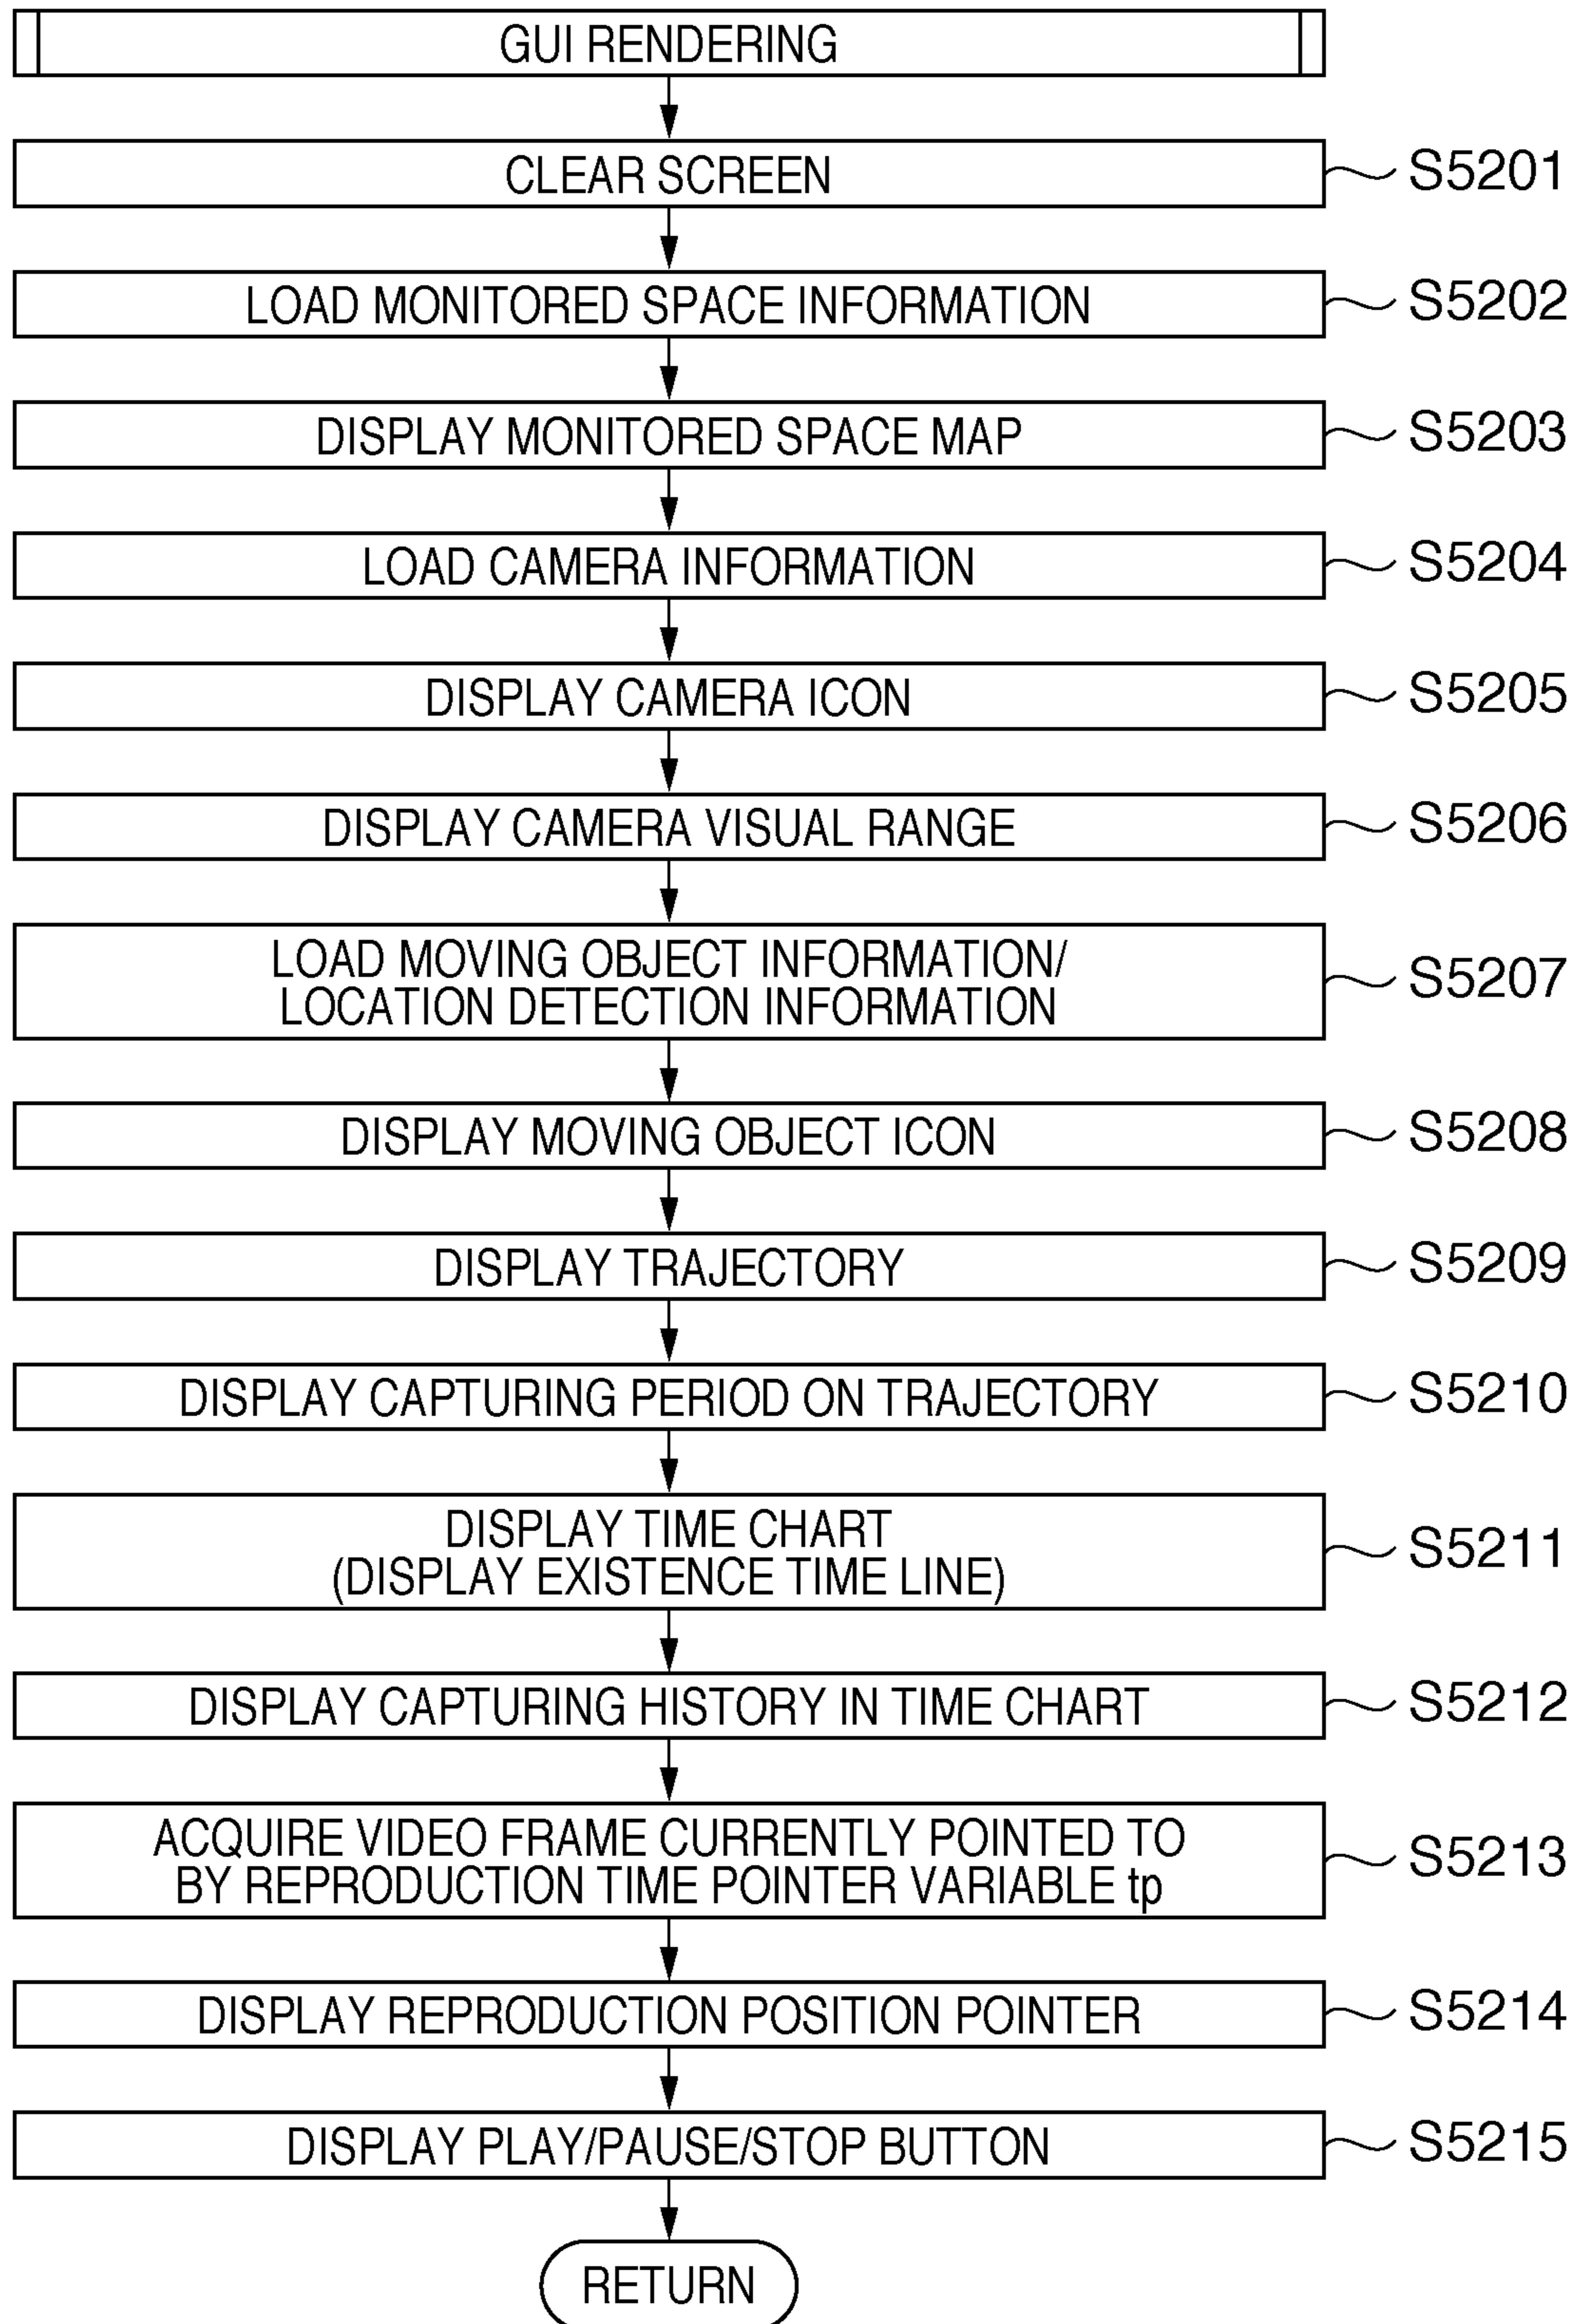 GUI RENDERING
CLEAR SCREEN
S5201
LOAD MONITORED SPACE INFORMATION
S5202
DISPLAY MONITORED SPACE MAP
S5203
LOAD CAMERA INFORMATION
S5204
DISPLAY CAMERA ICON
S5205
DISPLAY CAMERA VISUAL RANGE
S5206
LOAD MOVING OBJECT INFORMATION/
LOCATION DETECTION INFORMATION
S5207
DISPLAY MOVING OBJECT ICON
S5208
DISPLAY TRAJECTORY
S5209
DISPLAY CAPTURING PERIOD ON TRAJECTORY
S5210
DISPLAY TIME CHART
(DISPLAY EXISTENCE TIME LINE)
S5211
DISPLAY CAPTURING HISTORY IN TIME CHART
S5212
ACQUIRE VIDEO FRAME CURRENTLY POINTED TO
BY REPRODUCTION TIME POINTER VARIABLE tp
S5213
DISPLAY REPRODUCTION POSITION POINTER
S5214
DISPLAY PLAY/PAUSE/STOP BUTTON
S5215
RETURN